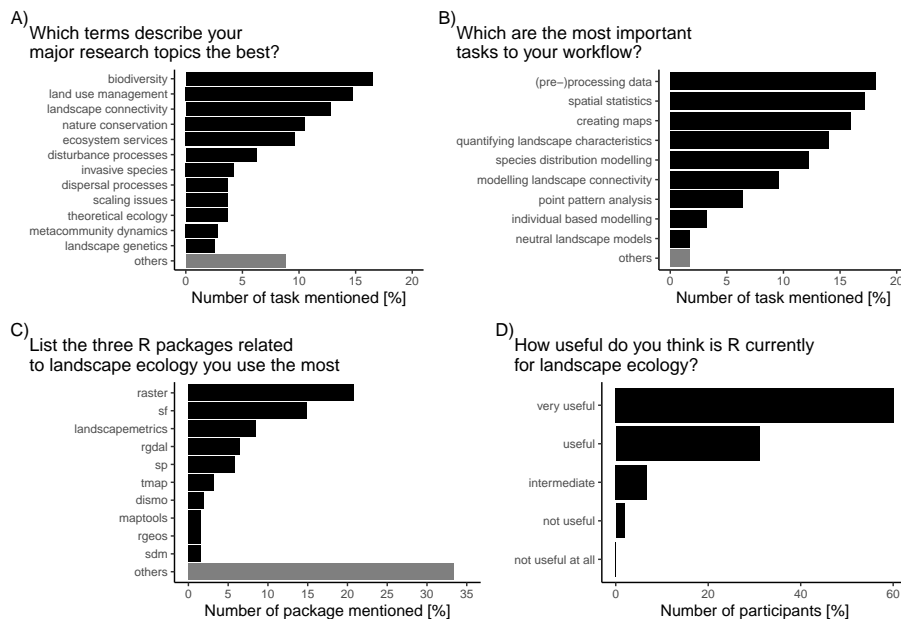 A)
Which terms describe your
major research topics the best?
biodiversity
land use management
landscape connectivity
nature conservation
ecosystem services
disturbance processes
invasive species
dispersal processes
scaling issues
theoretical ecology
metacommunity dynamics
landscape genetics
others
0 5 10 15 20
Number of task mentioned [%]
B)
Which are the most important
tasks to your workflow?
(pre−)processing data
spatial statistics
creating maps
quantifying landscape characteristics
species distribution modelling
modelling landscape connectivity
point pattern analysis
individual based modelling
neutral landscape models
others
0 5 10 15 20
Number of task mentioned [%]
C)
List the three R packages related
to landscape ecology you use the most
raster
sf
landscapemetrics
rgdal
sp
tmap
dismo
maptools
rgeos
sdm
others
0 5 10 15 20 25 30 35
Number of package mentioned [%]
D)
How useful do you think is R currently
for landscape ecology?
very useful
useful
intermediate
not useful
not useful at all
0 20 40 60
Number of participants [%]